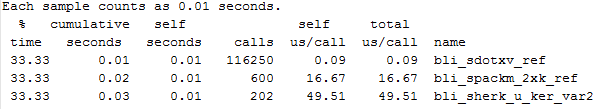 Each sample counts as 0.01 seconds.
  %   cumulative   self              self     total
 time   seconds   seconds    calls  us/call  us/call  name
33.33      0.01     0.01   116250     0.09     0.09  bli_sdotxv_ref
33.33      0.02     0.01      600    16.67    16.67  bli_spackm_2xk_ref
33.33      0.03     0.01      202    49.51    49.51  bli_sherk_u_ker_var2